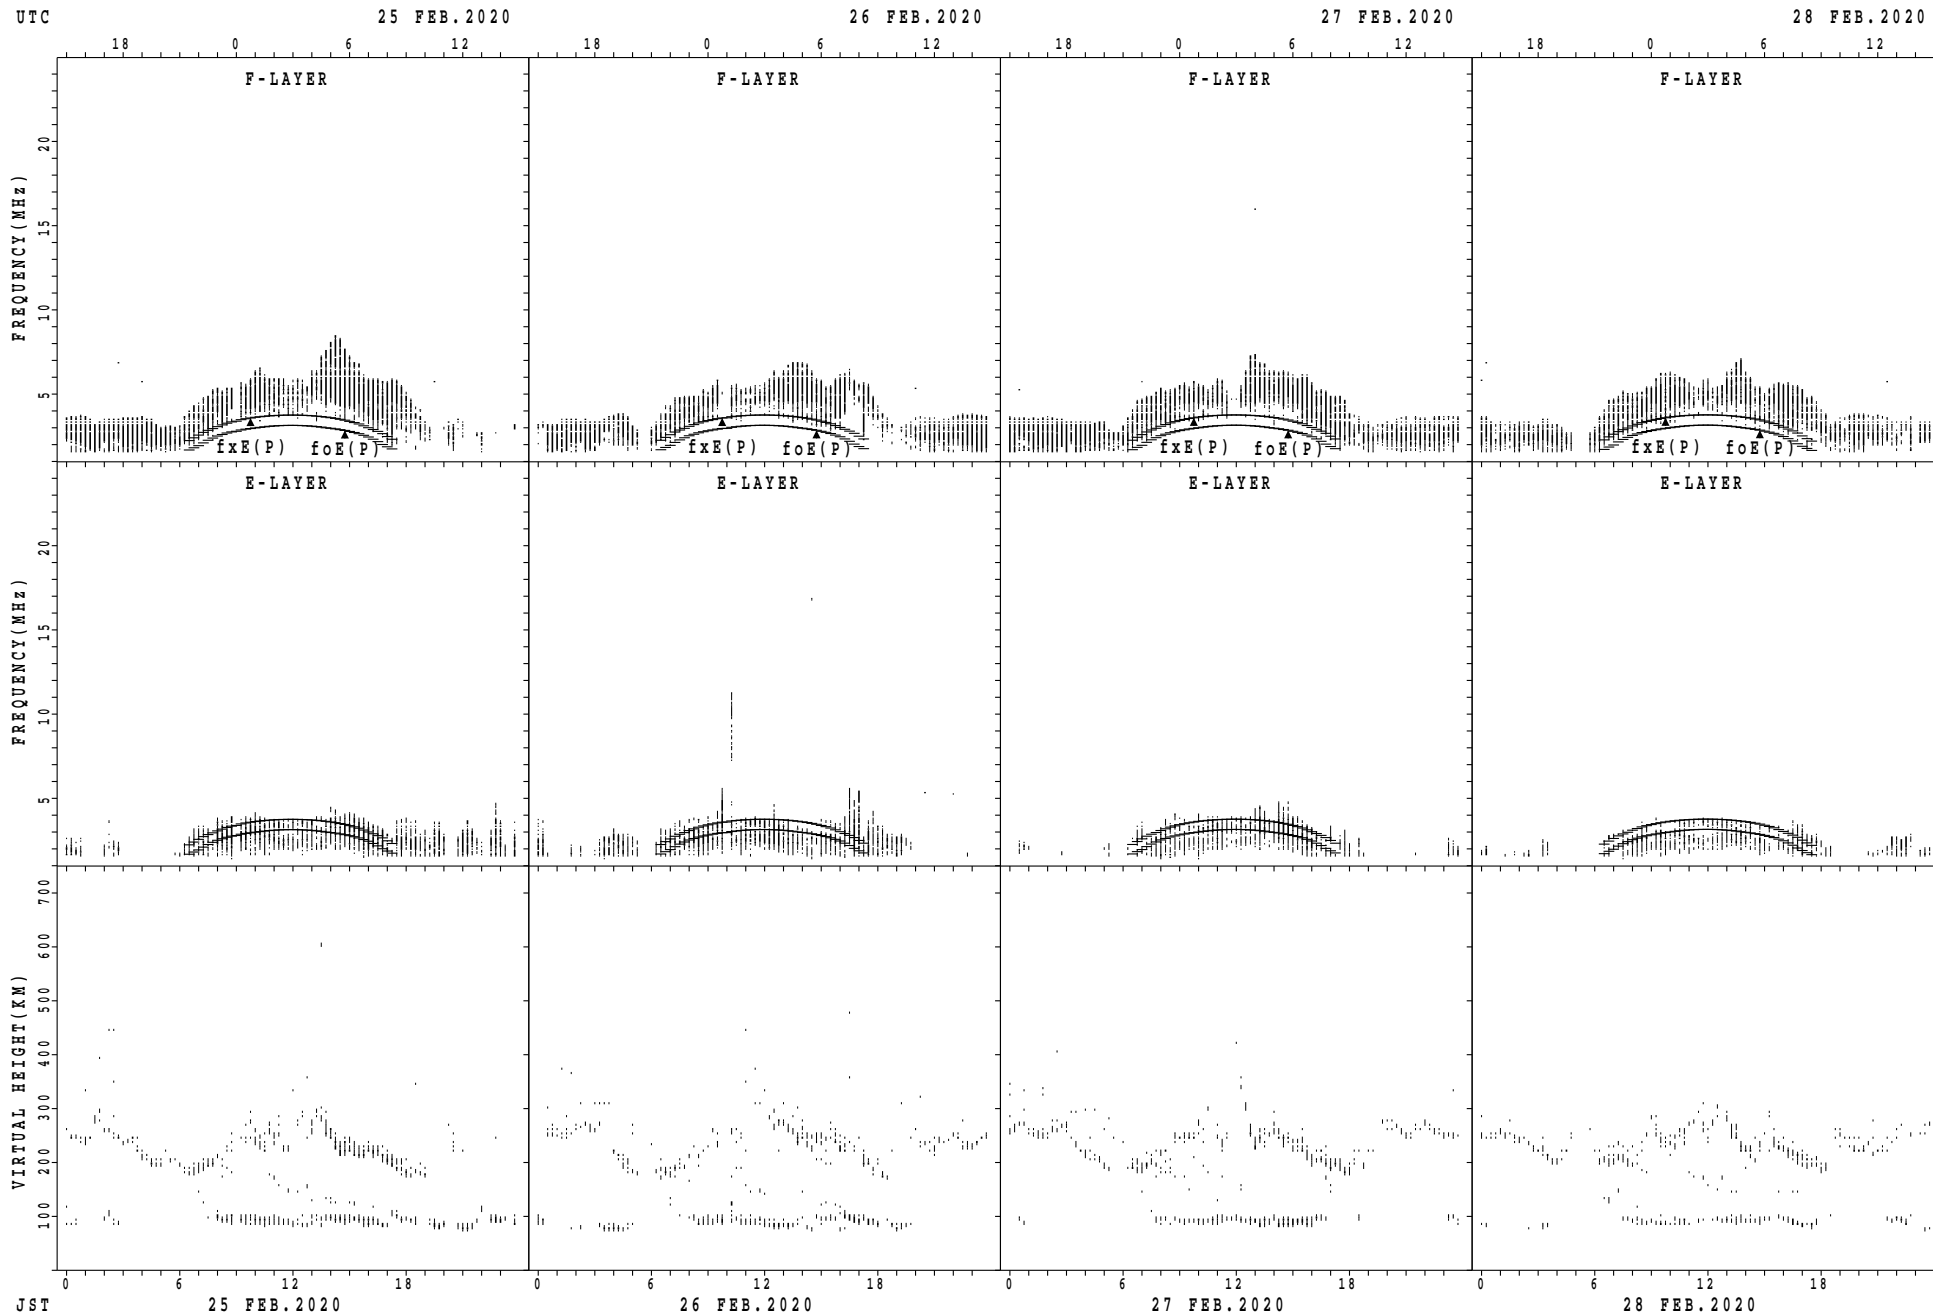 UTC 25 FEB.2020 26 FEB.2020 27 FEB.2020 28 FEB.2020
18 0 6 12 18 0 6 12 18 0 6 12 18 0 6 12
F-LAYER F-LAYER F-LAYER F-LAYER
FREQUENCY(MHz)
20
15
10
5
fxE(P) foE(P) fxE(P) foE(P) fxE(P) foE(P) fxE(P) foE(P)
E-LAYER E-LAYER E-LAYER E-LAYER
FREQUENCY(MHz)
20
15
10
5
VIRTUAL HEIGHT(KM)
700
600
500
400
300
200
100
0 6 12 18 0 6 12 18 0 6 12 18 0 6 12 18
JST 25 FEB.2020 26 FEB.2020 27 FEB.2020 28 FEB.2020